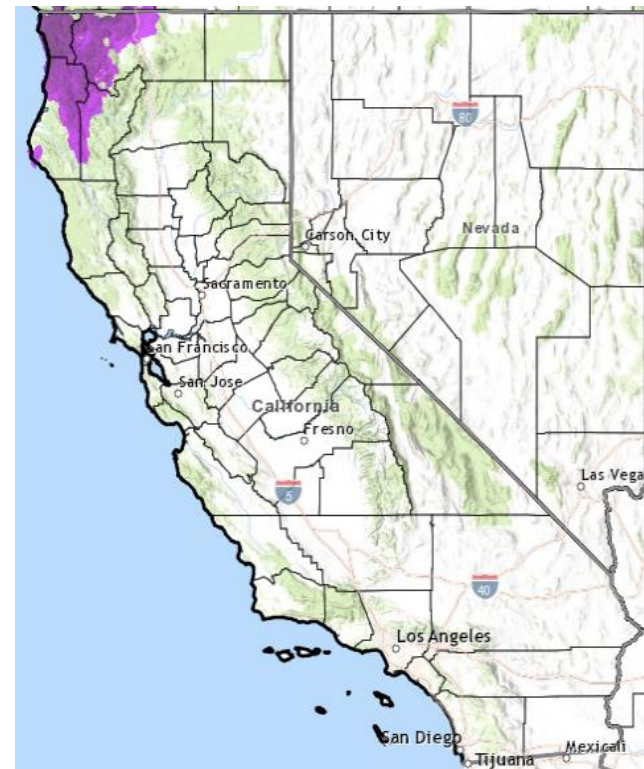 80
Nevada
Carson City
Sacramento
San Francisco
San Jose
California
Fresno
Las Vega
5
40
Los Angeles
San Diego
Mexicali
Tijuana